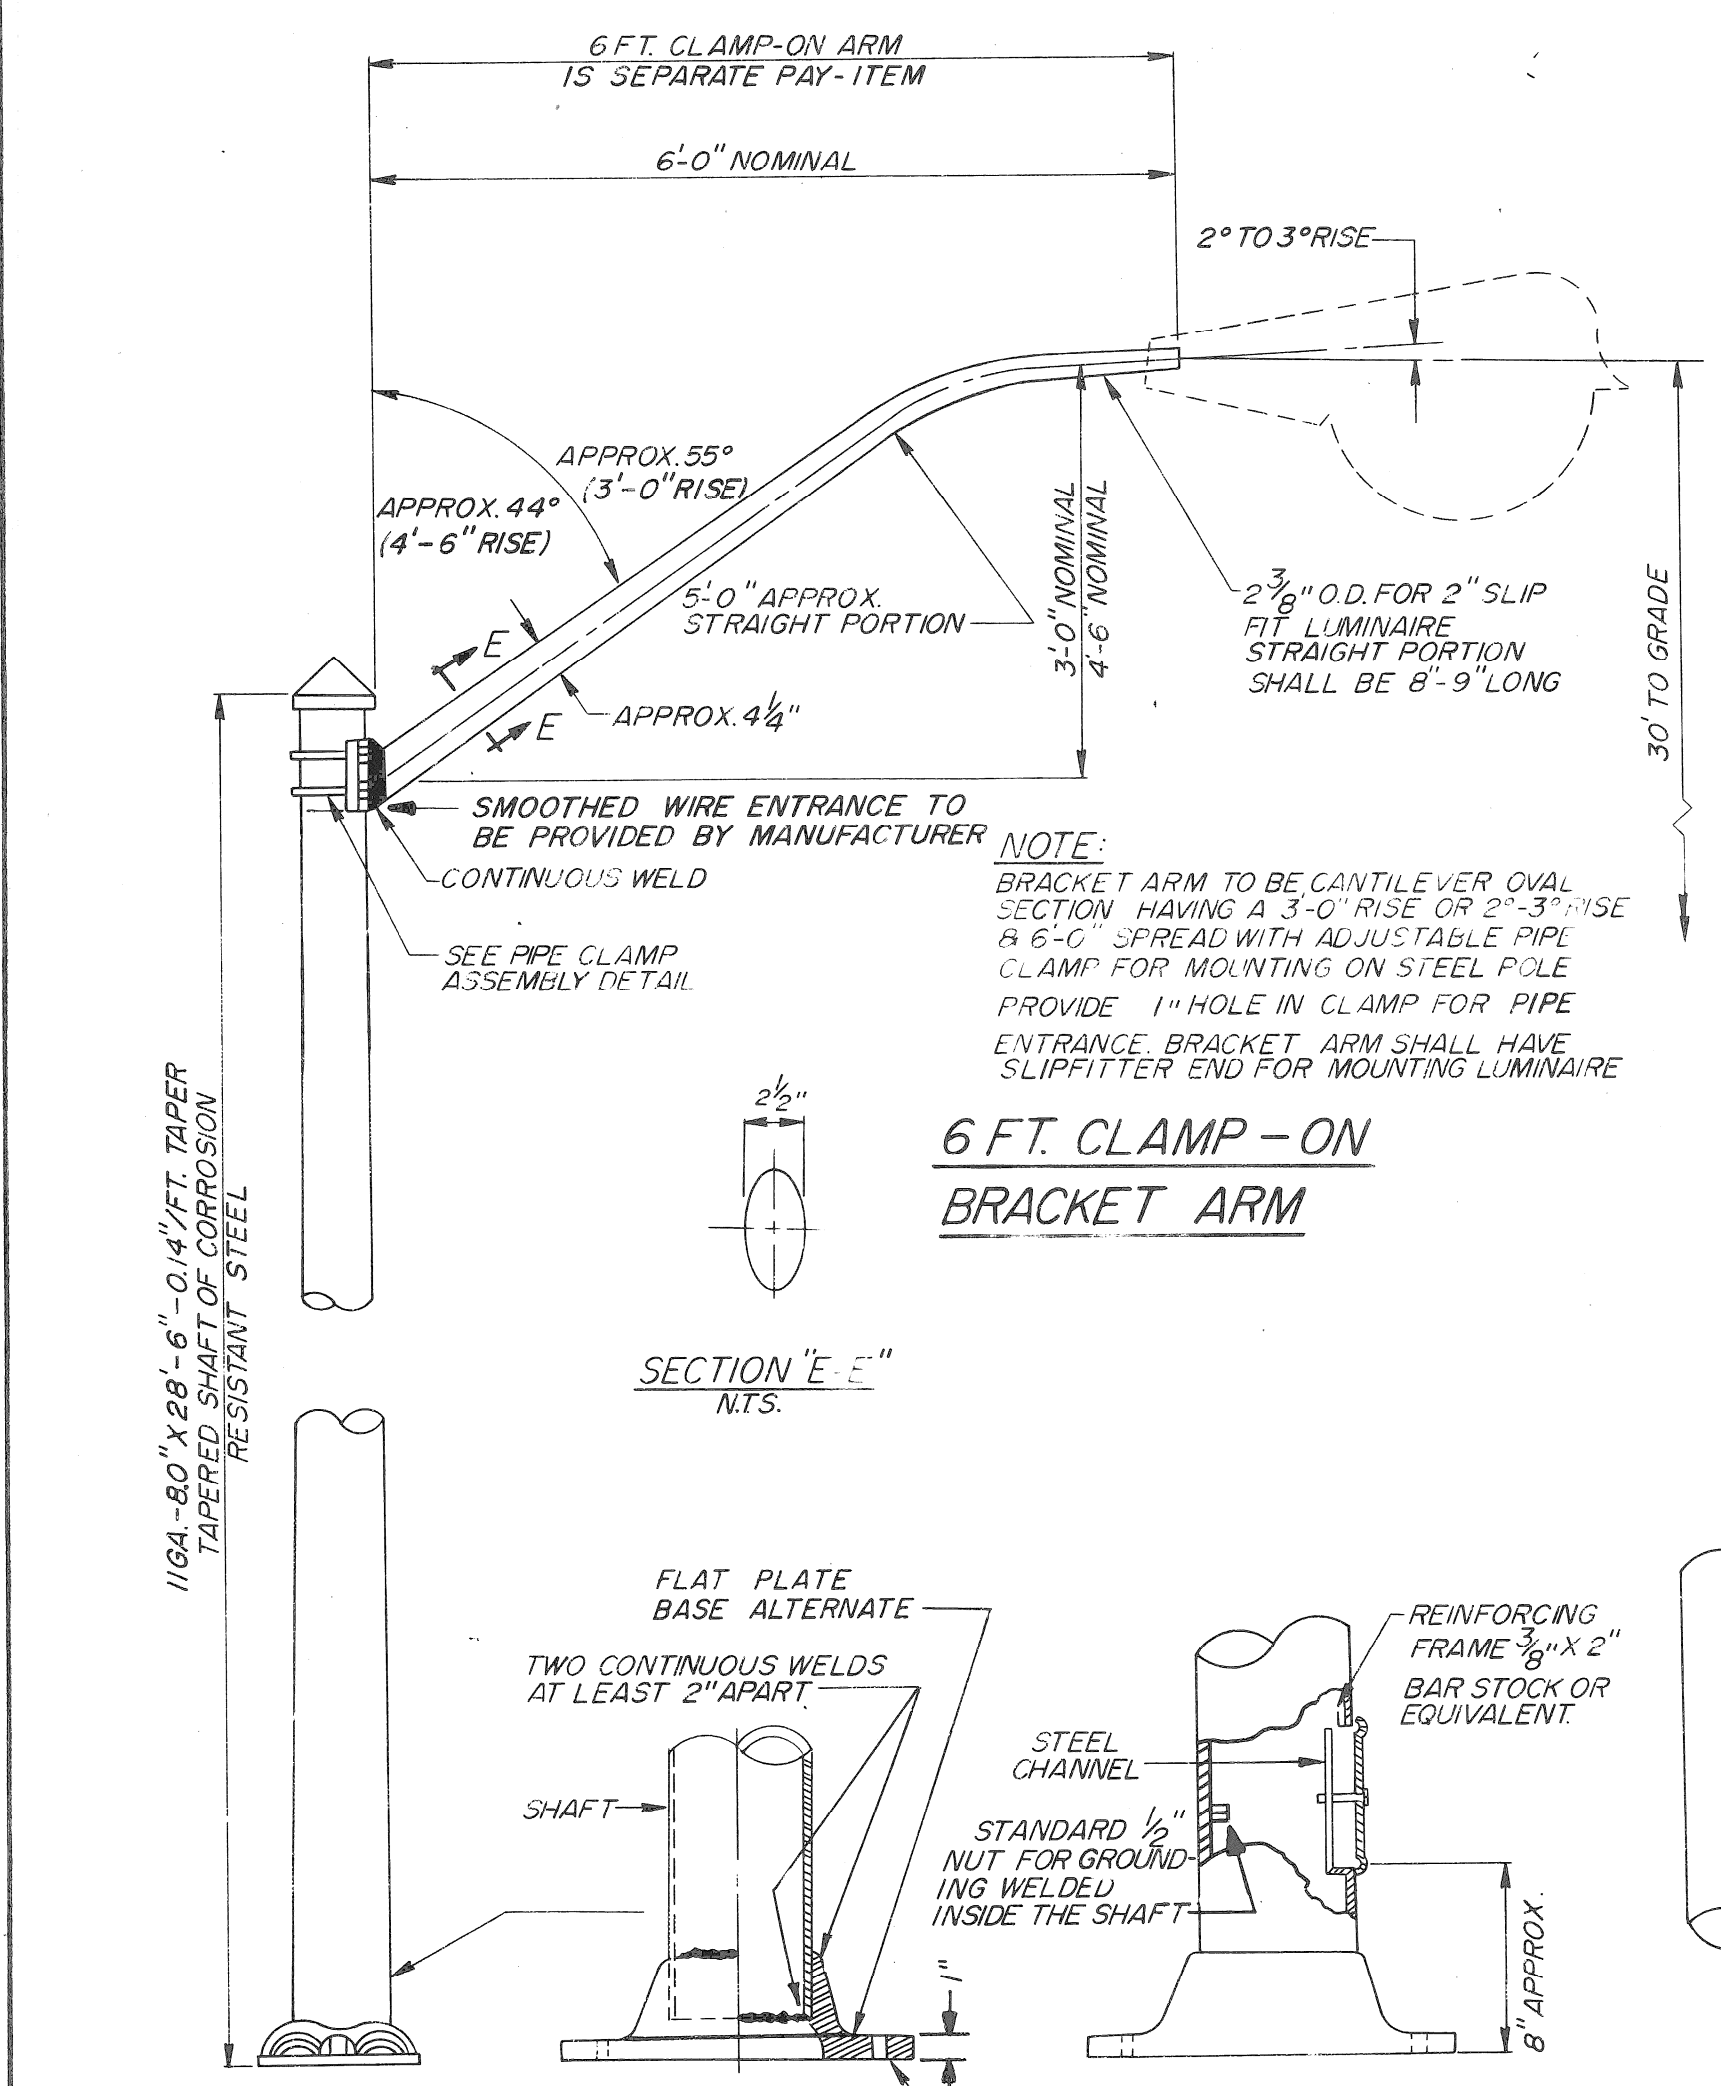 6 FT. CLAMP-ON ARM
IS SEPARATE PAY-ITEM
6'-0" NOMINAL
2° TO 3° RISE
APPROX. 55°
(3'-0" RISE)
APPROX. 44°
(4'-6" RISE)
5'-0" APPROX.
STRAIGHT PORTION
3'-0" NOMINAL
4'-6" NOMINAL
2 3/8" O.D. FOR 2" SLIP
FIT LUMINAIRE
STRAIGHT PORTION
SHALL BE 8"-9" LONG
30' TO GRADE
E
E
APPROX. 4 1/4"
SMOOTHED WIRE ENTRANCE TO
BE PROVIDED BY MANUFACTURER
CONTINUOUS WELD
SEE PIPE CLAMP
ASSEMBLY DETAIL
NOTE:
BRACKET ARM TO BE CANTILEVER OVAL
SECTION HAVING A 3'-0" RISE OR 2°-3° RISE
& 6'-0" SPREAD WITH ADJUSTABLE PIPE
CLAMP FOR MOUNTING ON STEEL POLE
PROVIDE 1" HOLE IN CLAMP FOR PIPE
ENTRANCE. BRACKET ARM SHALL HAVE
SLIPFITTER END FOR MOUNTING LUMINAIRE
6 FT. CLAMP-ON
BRACKET ARM
2 1/2"
SECTION "E-E"
N.T.S.
11GA.-8.0" X 28'-6"-0.14"/FT. TAPER
TAPERED SHAFT OF CORROSION
RESISTANT STEEL
FLAT PLATE
BASE ALTERNATE
TWO CONTINUOUS WELDS
AT LEAST 2" APART
SHAFT
1"
REINFORCING
FRAME 3/8" X 2"
BAR STOCK OR
EQUIVALENT.
STEEL
CHANNEL
STANDARD 1/2"
NUT FOR GROUND-
ING WELDED
INSIDE THE SHAFT
8" APPROX.